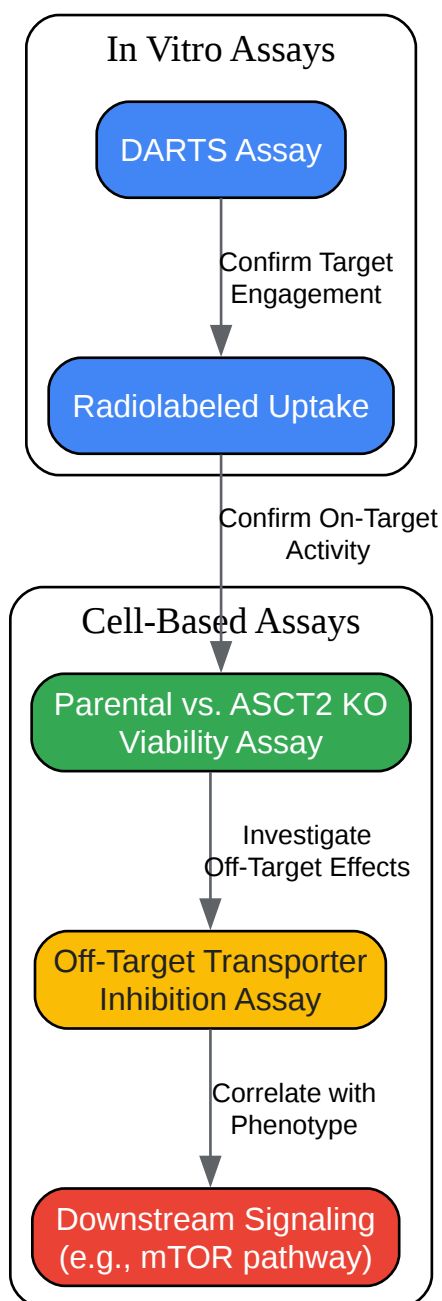 In Vitro Assays
DARTS Assay
Confirm Target
Engagement
Radiolabeled Uptake
Confirm On-Target
Activity
Cell-Based Assays
Parental vs. ASCT2 KO
Viability Assay
Investigate
Off-Target Effects
Off-Target Transporter
Inhibition Assay
Correlate with
Phenotype
Downstream Signaling
(e.g., mTOR pathway)